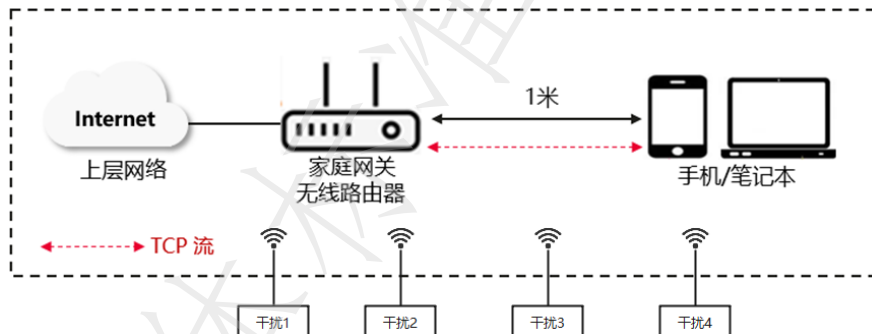 Internet
上层网络
家庭网关
无线路由器
1米
手机/笔记本
TCP 流
干扰1
干扰2
干扰3
干扰4